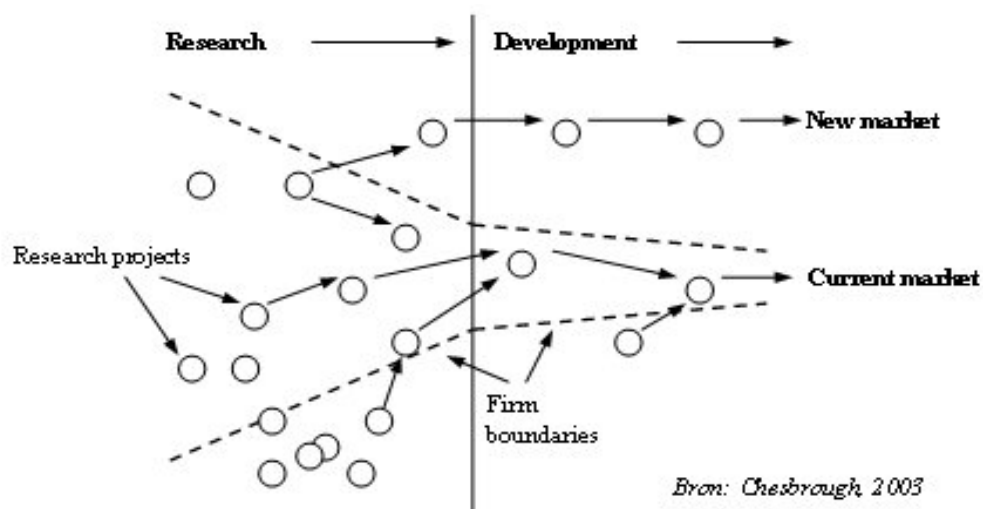 Research
Development
New market
Research projects
Current market
Firm
boundaries
Bron: Chesbrough, 2003